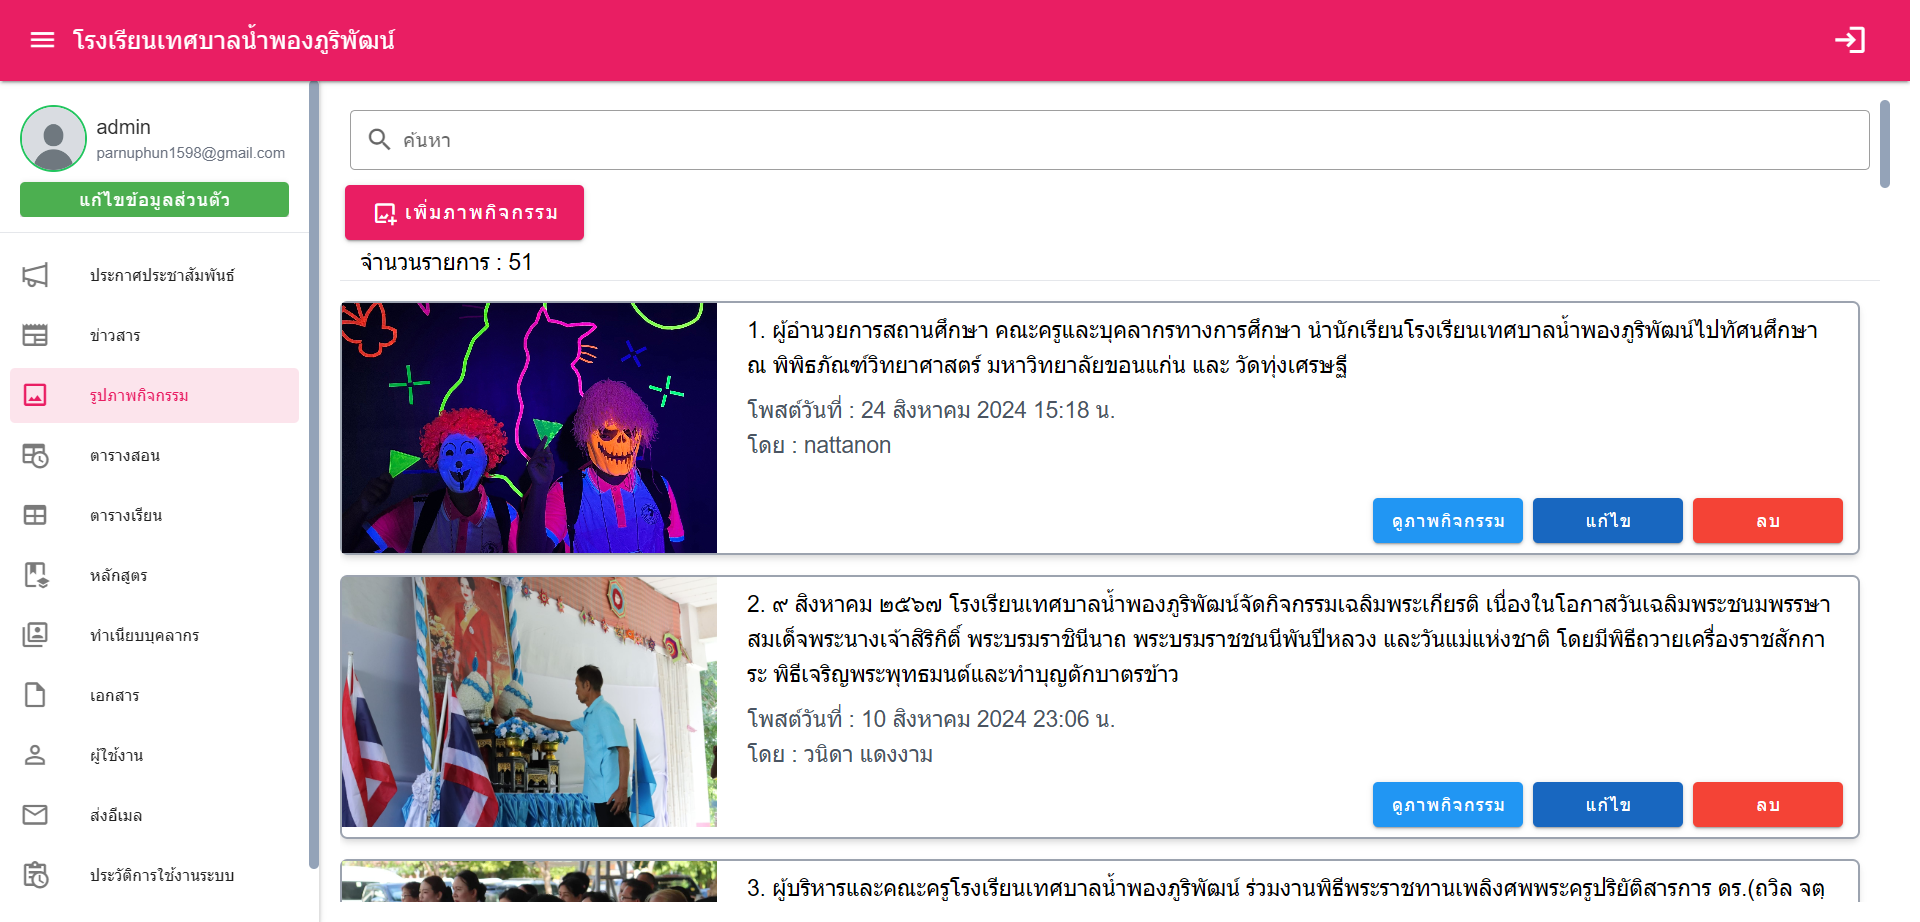 โรงเรียนเทศบาลน้ำพองภูริพัฒน์
admin
parnuphun1598@gmail.com
แก้ไขข้อมูลส่วนตัว
ประกาศประชาสัมพันธ์
ข่าวสาร
รูปภาพกิจกรรม
ตารางสอน
ตารางเรียน
หลักสูตร
ทำเนียบบุคลากร
เอกสาร
ผู้ใช้งาน
ส่งอีเมล
ประวัติการใช้งานระบบ
ค้นหา
เพิ่มภาพกิจกรรม
จำนวนรายการ : 51
1. ผู้อำนวยการสถานศึกษา คณะครูและบุคลากรทางการศึกษา นำนักเรียนโรงเรียนเทศบาลน้ำพองภูริพัฒน์ไปทัศนศึกษา
ณ พิพิธภัณฑ์วิทยาศาสตร์ มหาวิทยาลัยขอนแก่น และ วัดทุ่งเศรษฐี
โพสต์วันที่ : 24 สิงหาคม 2024 15:18 น.
โดย : nattanon
ดูภาพกิจกรรม
แก้ไข
ลบ
2. ๙ สิงหาคม ๒๕๖๗ โรงเรียนเทศบาลน้ำพองภูริพัฒน์จัดกิจกรรมเฉลิมพระเกียรติ เนื่องในโอกาสวันเฉลิมพระชนมพรรษา
สมเด็จพระนางเจ้าสิริกิติ์ พระบรมราชินีนาถ พระบรมราชชนนีพันปีหลวง และวันแม่แห่งชาติ โดยมีพิธีถวายเครื่องราชสักกา
ระ พิธีเจริญพระพุทธมนต์และทำบุญตักบาตรข้าว
โพสต์วันที่ : 10 สิงหาคม 2024 23:06 น.
โดย : วนิดา แดงงาม
ดูภาพกิจกรรม
แก้ไข
ลบ
3. ผู้บริหารและคณะครูโรงเรียนเทศบาลน้ำพองภูริพัฒน์ ร่วมงานพิธีพระราชทานเพลิงศพพระครูปริยัติสารการ ดร.(ถวิล จตฺ